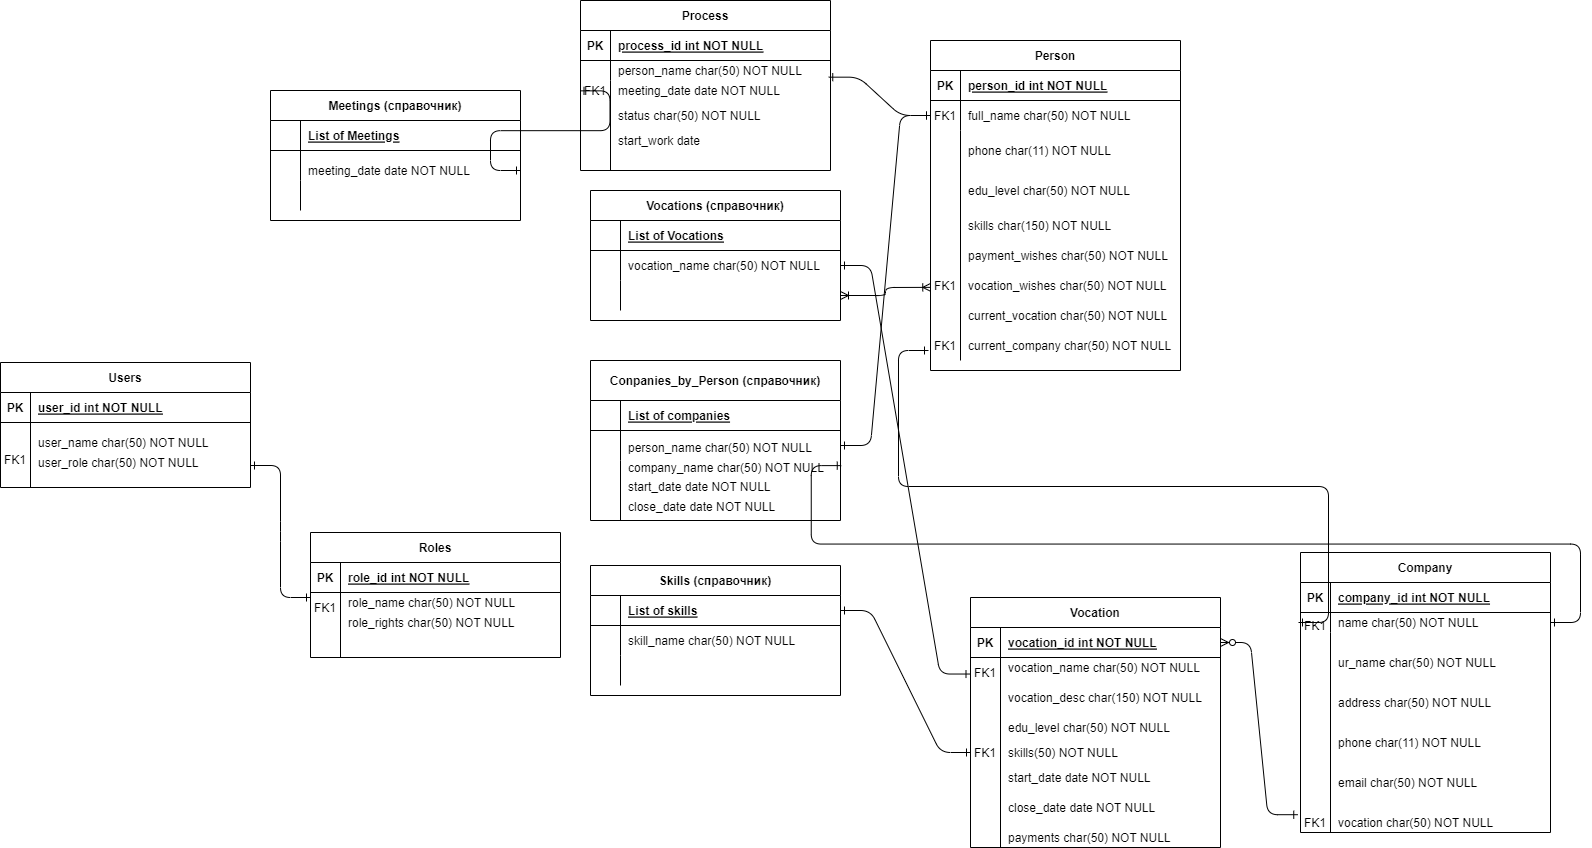 Process
PK process_id int NOT NULL
person_name char(50) NOT NULL
FK1 meeting_date date NOT NULL
status char(50) NOT NULL
start_work date
Person
PK person_id int NOT NULL
FK1 full_name char(50) NOT NULL
phone char(11) NOT NULL
edu_level char(50) NOT NULL
skills char(150) NOT NULL
payment_wishes char(50) NOT NULL
FK1 vocation_wishes char(50) NOT NULL
current_vocation char(50) NOT NULL
FK1 current_company char(50) NOT NULL
Meetings (справочник)
List of Meetings
meeting_date date NOT NULL
Vocations (справочник)
List of Vocations
vocation_name char(50) NOT NULL
Conpanies_by_Person (справочник)
List of companies
person_name char(50) NOT NULL
company_name char(50) NOT NULL
start_date date NOT NULL
close_date date NOT NULL
Users
PK user_id int NOT NULL
user_name char(50) NOT NULL
FK1 user_role char(50) NOT NULL
Roles
PK role_id int NOT NULL
FK1 role_name char(50) NOT NULL
role_rights char(50) NOT NULL
Skills (справочник)
List of skills
skill_name char(50) NOT NULL
Vocation
PK vocation_id int NOT NULL
FK1 vocation_name char(50) NOT NULL
vocation_desc char(150) NOT NULL
edu_level char(50) NOT NULL
FK1 skills(50) NOT NULL
start_date date NOT NULL
close_date date NOT NULL
payments char(50) NOT NULL
Company
PK company_id int NOT NULL
FK1 name char(50) NOT NULL
ur_name char(50) NOT NULL
address char(50) NOT NULL
phone char(11) NOT NULL
email char(50) NOT NULL
FK1 vocation char(50) NOT NULL